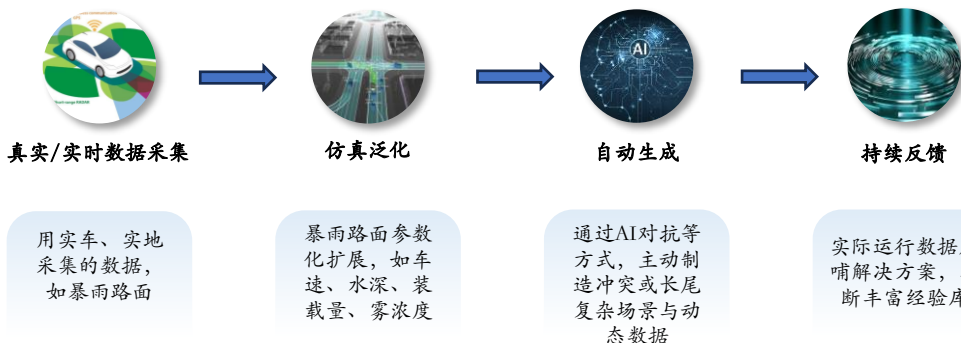 真实/实时数据采集
仿真泛化
自动生成
持续反馈
AI
用实车、实地
采集的数据，
如暴雨路面
暴雨路面参数
化扩展，如车
速、水深、装
载量、雾浓度
通过AI对抗等
方式，主动制
造冲突或长尾
复杂场景与动
态数据
实际运行数据
哺解决方案，
断丰富经验库